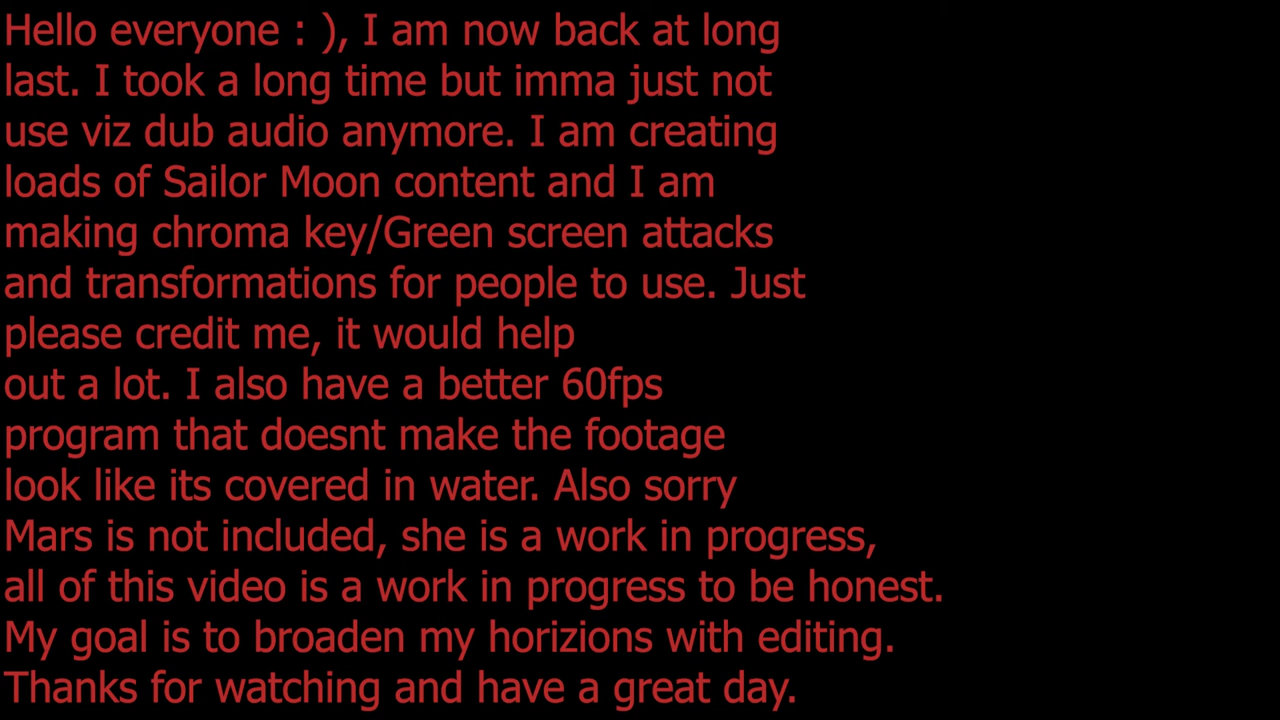 Hello everyone : ), I am now back at long
last. I took a long time but imma just not
use viz dub audio anymore. I am creating
loads of Sailor Moon content and I am
making chroma key/Green screen attacks
and transformations for people to use. Just
please credit me, it would help
out a lot. I also have a better 60fps
program that doesnt make the footage
look like its covered in water. Also sorry
Mars is not included, she is a work in progress,
all of this video is a work in progress to be honest.
My goal is to broaden my horizions with editing.
Thanks for watching and have a great day.